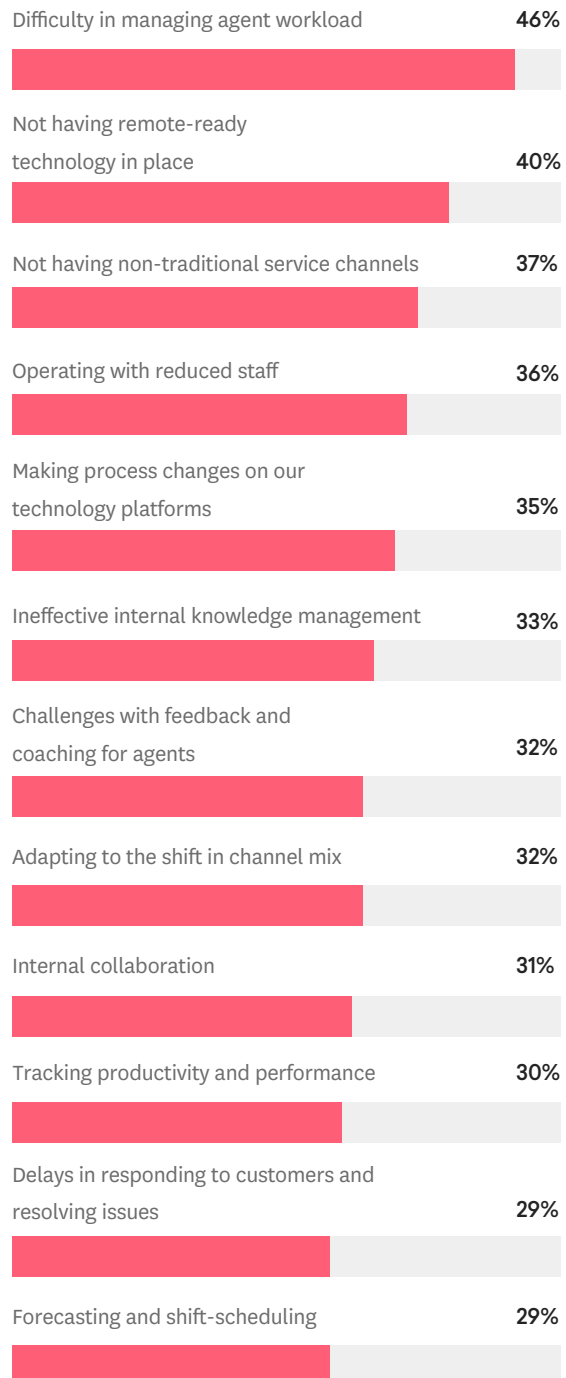 Difficulty in managing agent workload 46%
Not having remote-ready
technology in place 40%
Not having non-traditional service channels 37%
Operating with reduced staff 36%
Making process changes on our
technology platforms 35%
Ineffective internal knowledge management 33%
Challenges with feedback and
coaching for agents 32%
Adapting to the shift in channel mix 32%
Internal collaboration 31%
Tracking productivity and performance 30%
Delays in responding to customers and
resolving issues 29%
Forecasting and shift-scheduling 29%